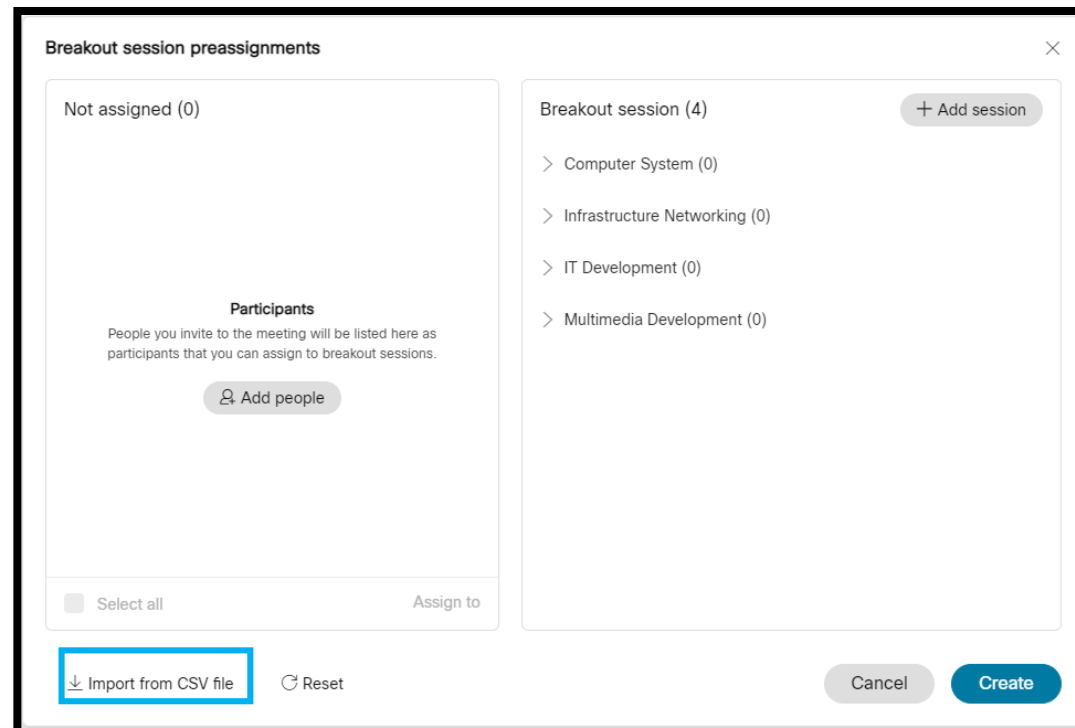 Breakout session preassignments
Not assigned (0)
Participants
People you invite to the meeting will be listed here as
participants that you can assign to breakout sessions.
Add people
Select all
Assign to
Breakout session (4)
Add session
Computer System (0)
Infrastructure Networking (0)
IT Development (0)
Multimedia Development (0)
Import from CSV file
Reset
Cancel
Create